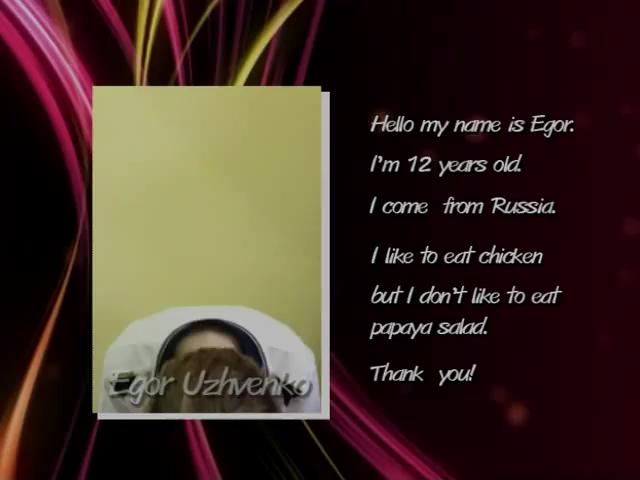 Hello my name is Egor.
I'm 12 years old.
I come from Russia.
I like to eat chicken
but I don't like to eat
papaya salad.
Thank you!
Egor Uzhvenko